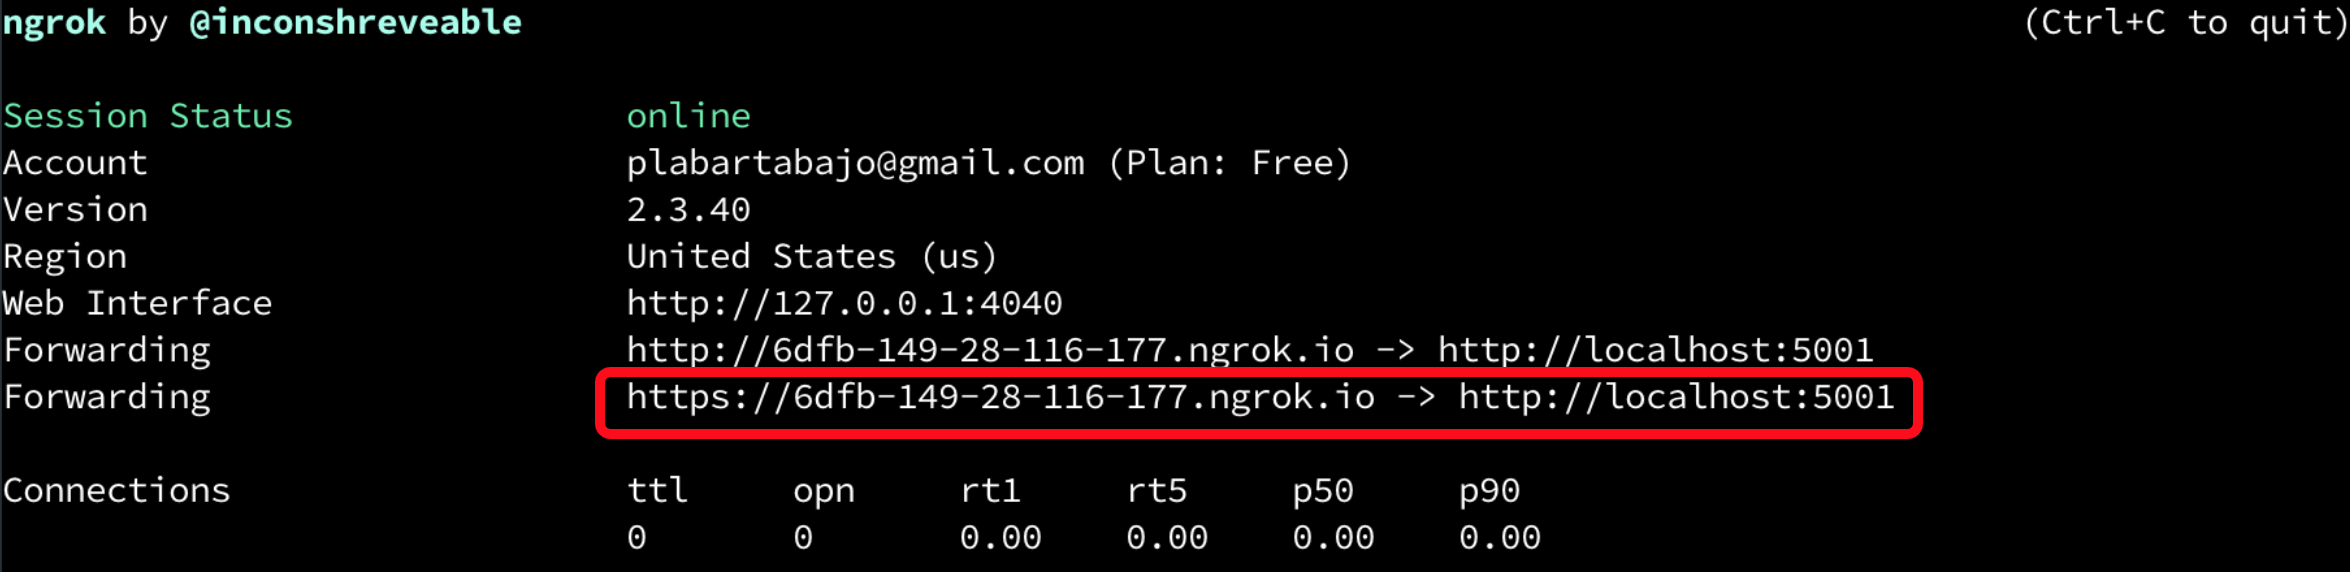 ngrok by @inconshreveable (Ctrl+C to quit)
Session Status online
Account plabartabajo@gmail.com (Plan: Free)
Version 2.3.40
Region United States (us)
Web Interface http://127.0.0.1:4040
Forwarding http://6dfb-149-28-116-177.ngrok.io -> http://localhost:5001
Forwarding https://6dfb-149-28-116-177.ngrok.io -> http://localhost:5001
Connections ttl opn rt1 rt5 p50 p90
0 0 0.00 0.00 0.00 0.00